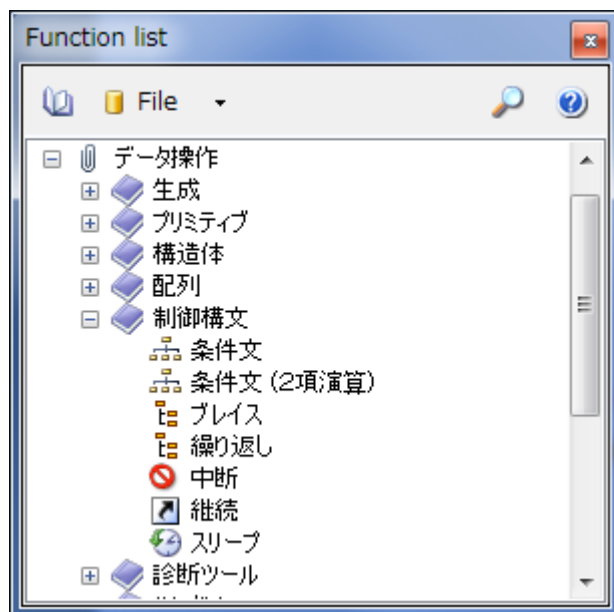 Function list
File
データ操作
生成
プリミティブ
構造体
配列
制御構文
条件文
条件文 (2項演算)
ブレイス
繰り返し
中断
継続
スリープ
診断ツール